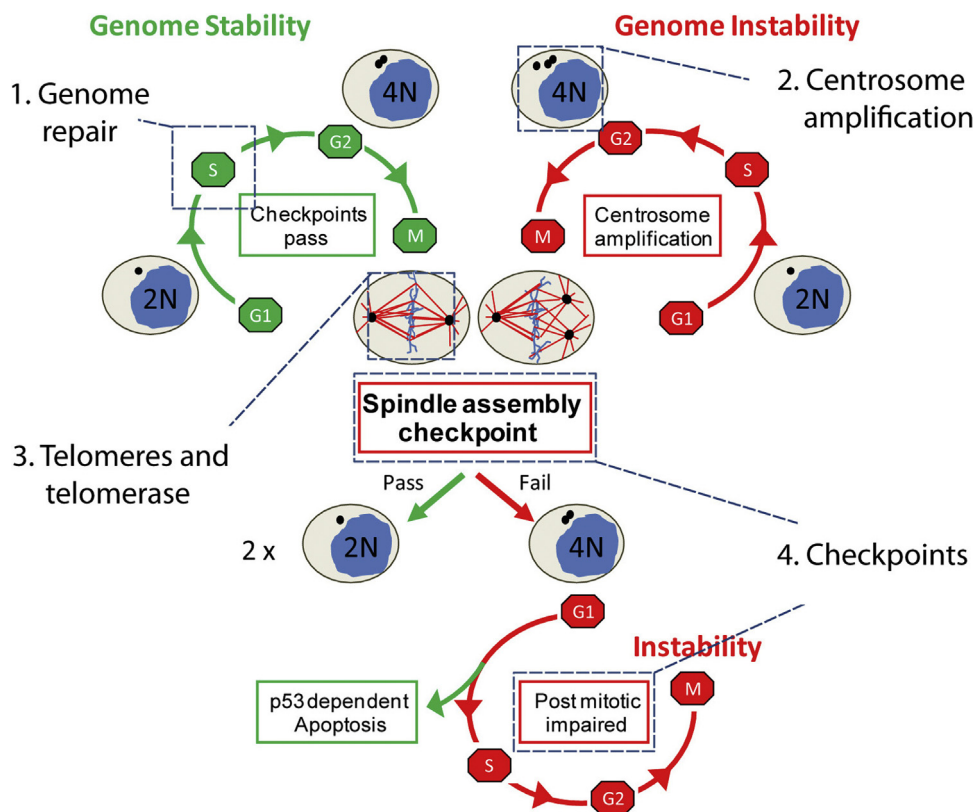 Genome Stability
Genome Instability
1. Genome
repair
4N
4N
2. Centrosome
amplification
G2
S
Checkpoints
pass
M
2N
G1
G2
S
Centrosome
amplification
M
2N
G1
Spindle assembly
checkpoint
3. Telomeres and
telomerase
Pass
Fail
2 x
2N
4N
4. Checkpoints
G1
Instability
p53 dependent
Apoptosis
Post mitotic
impaired
M
S
G2